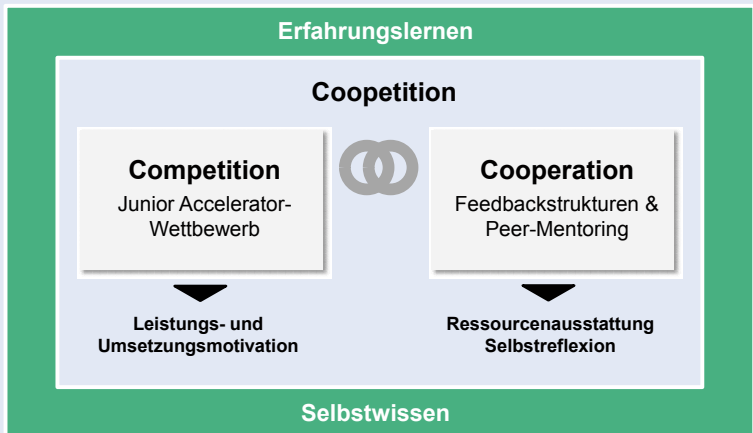 Erfahrungslernen
Coopetition
Competition
Junior Accelerator-
Wettbewerb
Cooperation
Feedbackstrukturen &
Peer-Mentoring
Leistungs- und
Umsetzungsmotivation
Ressourcenausstattung
Selbstreflexion
Selbstwissen